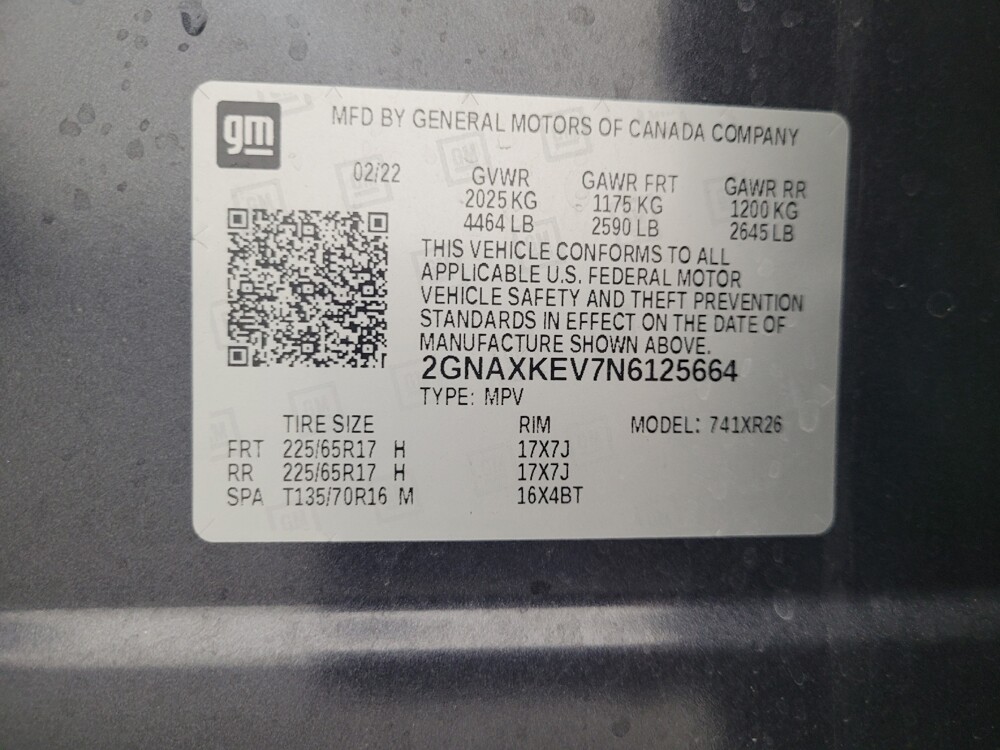 gm
MFD BY GENERAL MOTORS OF CANADA COMPANY
02/22 GVWR GAWR FRT GAWR RR
2025 KG 1175 KG 1200 KG
4464 LB 2590 LB 2645 LB
THIS VEHICLE CONFORMS TO ALL
APPLICABLE U.S. FEDERAL MOTOR
VEHICLE SAFETY AND THEFT PREVENTION
STANDARDS IN EFFECT ON THE DATE OF
MANUFACTURE SHOWN ABOVE.
2GNAXKEV7N6125664
TYPE: MPV
TIRE SIZE RIM MODEL: 741XR26
FRT 225/65R17 H 17X7J
RR 225/65R17 H 17X7J
SPA T135/70R16 M 16X4BT